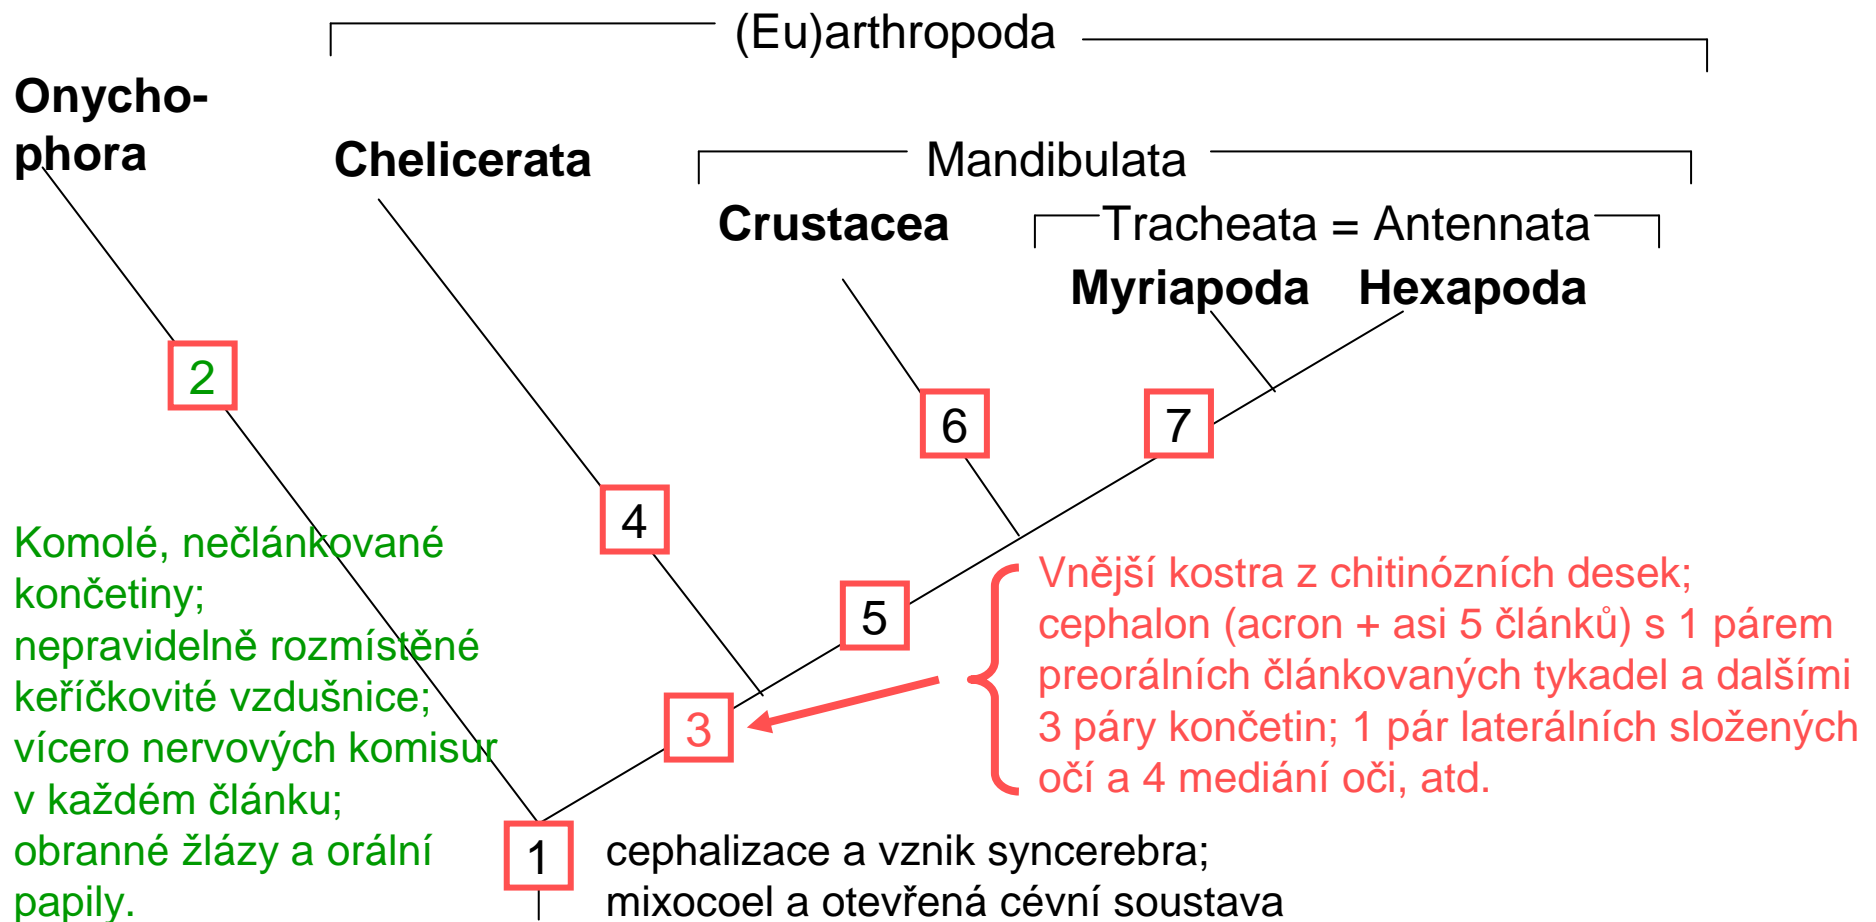 (Eu)arthropoda
Onycho-
phora
Chelicerata
Mandibulata
Crustacea
Tracheata = Antennata
Myriapoda
Hexapoda
2
6
7
4
5
3
1
Komolé, nečlánkované
končetiny;
nepravidelně rozmístěné
keříčkovité vzdušnice;
vícero nervových komisur
v každém článku;
obranné žlázy a orální
papily.
Vnější kostra z chitinózních desek;
cephalon (acron + asi 5 článků) s 1 párem
preorálních článkovaných tykadel a dalšími
3 páry končetin; 1 pár laterálních složených
očí a 4 mediání oči, atd.
cephalizace a vznik syncerebra;
mixocoel a otevřená cévní soustava